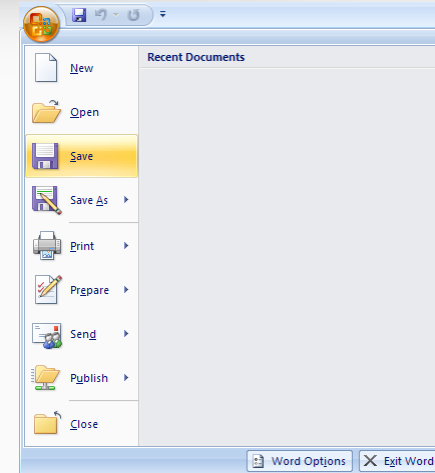 Recent Documents
New
Open
Save
Save As
Print
Prepare
Send
Publish
Close
Word Options
Exit Word